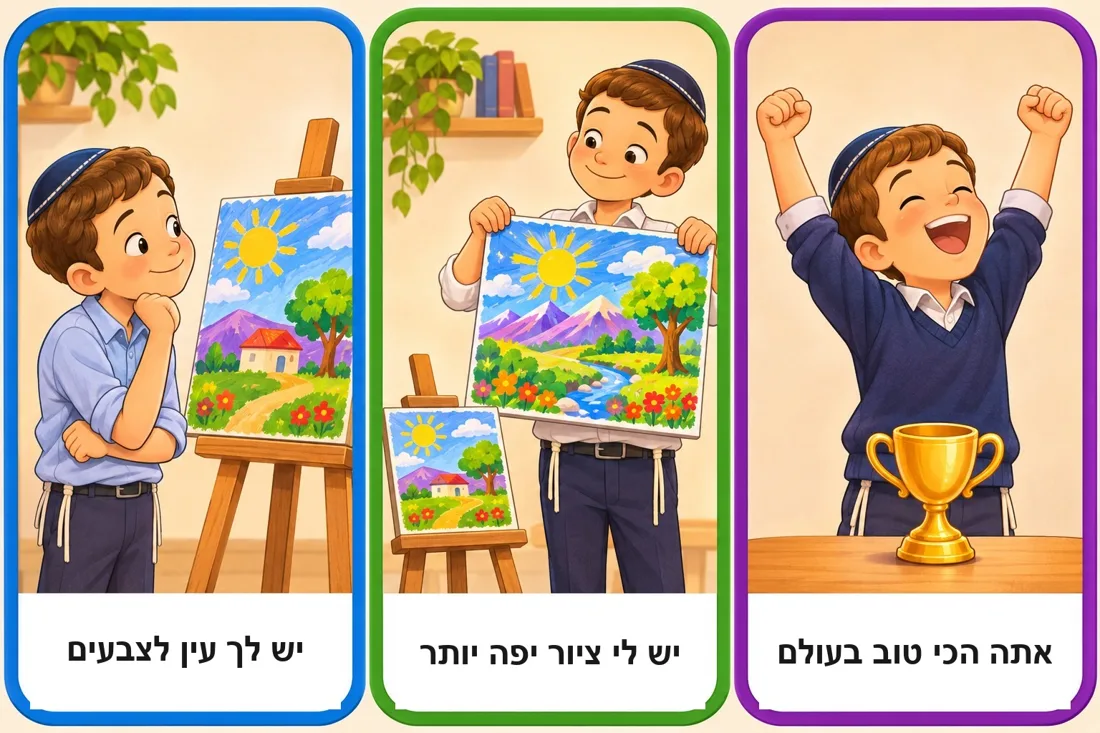 יש לך עין לצבעים
יש לי ציור יפה יותר
אתה הכי טוב בעולם